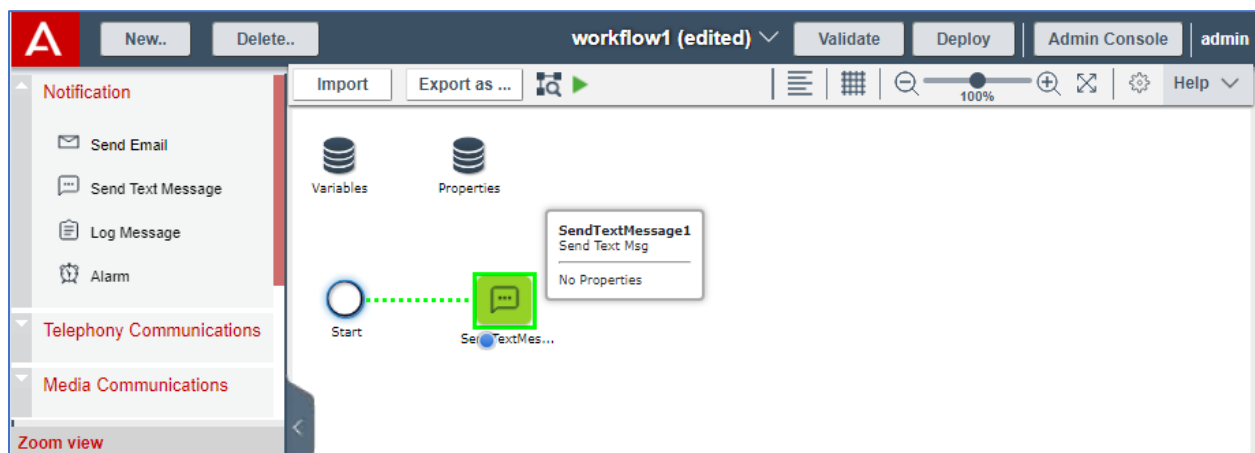 New..
Delete..
workflow1 (edited)
Validate
Deploy
Admin Console
admin
Notification
Send Email
Send Text Message
Log Message
Alarm
Telephony Communications
Media Communications
Zoom view
Import
Export as ...
100%
Help
Variables
Properties
SendTextMessage1
Send Text Msg
No Properties
Start